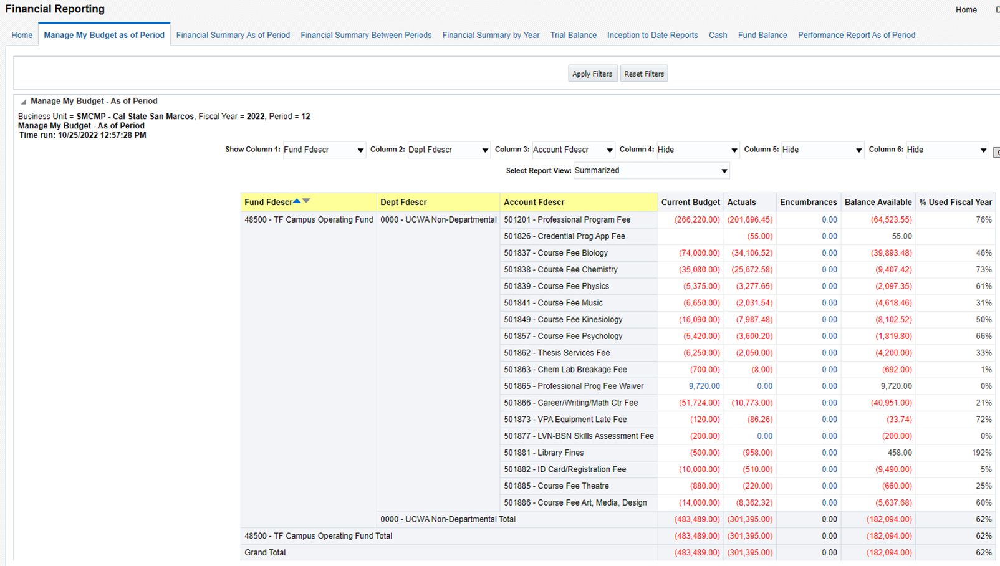 Financial Reporting
Home
Home Manage My Budget as of Period Financial Summary As of Period Financial Summary Between Periods Financial Summary by Year Trial Balance Inception to Date Reports Cash Fund Balance Performance Report As of Period
Apply Filters Reset Filters
Manage My Budget - As of Period
Business Unit = SMCMP - Cal State San Marcos, Fiscal Year = 2022, Period = 12
Manage My Budget - As of Period
Time run: 10/25/2022 12:57:28 PM
Show Column 1: Fund Fdescr Column 2: Dept Fdescr Column 3: Account Fdescr Column 4: Hide Column 5: Hide Column 6: Hide
Select Report View: Summarized
Fund Fdescr Dept Fdescr Account Fdescr Current Budget Actuals Encumbrances Balance Available % Used Fiscal Year
48500 - TF Campus Operating Fund 0000 - UCWA Non-Departmental 501201 - Professional Program Fee (266,220.00) (201,696.45) 0.00 (64,523.55) 76%
501826 - Credential Prog App Fee (55.00) 0.00 55.00
501837 - Course Fee Biology (74,000.00) (34,106.52) 0.00 (39,893.48) 46%
501838 - Course Fee Chemistry (35,080.00) (25,672.58) 0.00 (9,407.42) 73%
501839 - Course Fee Physics (5,375.00) (3,277.65) 0.00 (2,097.35) 61%
501841 - Course Fee Music (6,650.00) (2,031.54) 0.00 (4,618.46) 31%
501849 - Course Fee Kinesiology (16,090.00) (7,987.48) 0.00 (8,102.52) 50%
501857 - Course Fee Psychology (5,420.00) (3,600.20) 0.00 (1,819.80) 66%
501862 - Thesis Services Fee (6,250.00) (2,050.00) 0.00 (4,200.00) 33%
501863 - Chem Lab Breakage Fee (700.00) (8.00) 0.00 (692.00) 1%
501865 - Professional Prog Fee Waiver 9,720.00 0.00 0.00 9,720.00 0%
501866 - Career/Writing/Math Ctr Fee (51,724.00) (10,773.00) 0.00 (40,951.00) 21%
501873 - VPA Equipment Late Fee (120.00) (86.26) 0.00 (33.74) 72%
501877 - LVN-BSN Skills Assessment Fee (200.00) 0.00 0.00 (200.00) 0%
501881 - Library Fines (500.00) (958.00) 0.00 458.00 192%
501882 - ID Card/Registration Fee (10,000.00) (510.00) 0.00 (9,490.00) 5%
501885 - Course Fee Theatre (880.00) (220.00) 0.00 (660.00) 25%
501886 - Course Fee Art, Media, Design (14,000.00) (8,362.32) 0.00 (5,637.68) 60%
0000 - UCWA Non-Departmental Total (483,489.00) (301,395.00) 0.00 (182,094.00) 62%
48500 - TF Campus Operating Fund Total (483,489.00) (301,395.00) 0.00 (182,094.00) 62%
Grand Total (483,489.00) (301,395.00) 0.00 (182,094.00) 62%